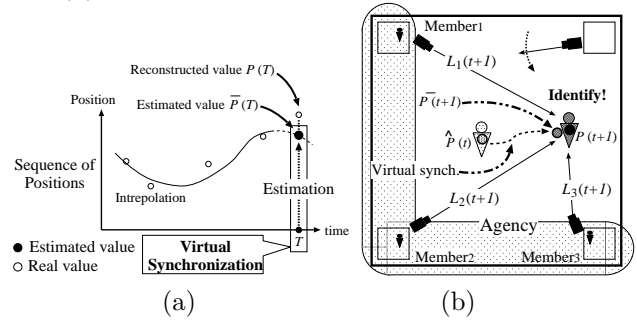 Reconstructed value P (T)
Position
Estimated value P̅(T)
Sequence of
Positions
Estimation
Intrepolation
T
time
● Estimated value
○ Real value
Virtual
Synchronization
(a)
Member1
L1(t+1)
Identify!
P̅(t+1)
P̂(t)
P(t+1)
Virtual synch.
L2(t+1)
L3(t+1)
Agency
Member2
Member3
(b)